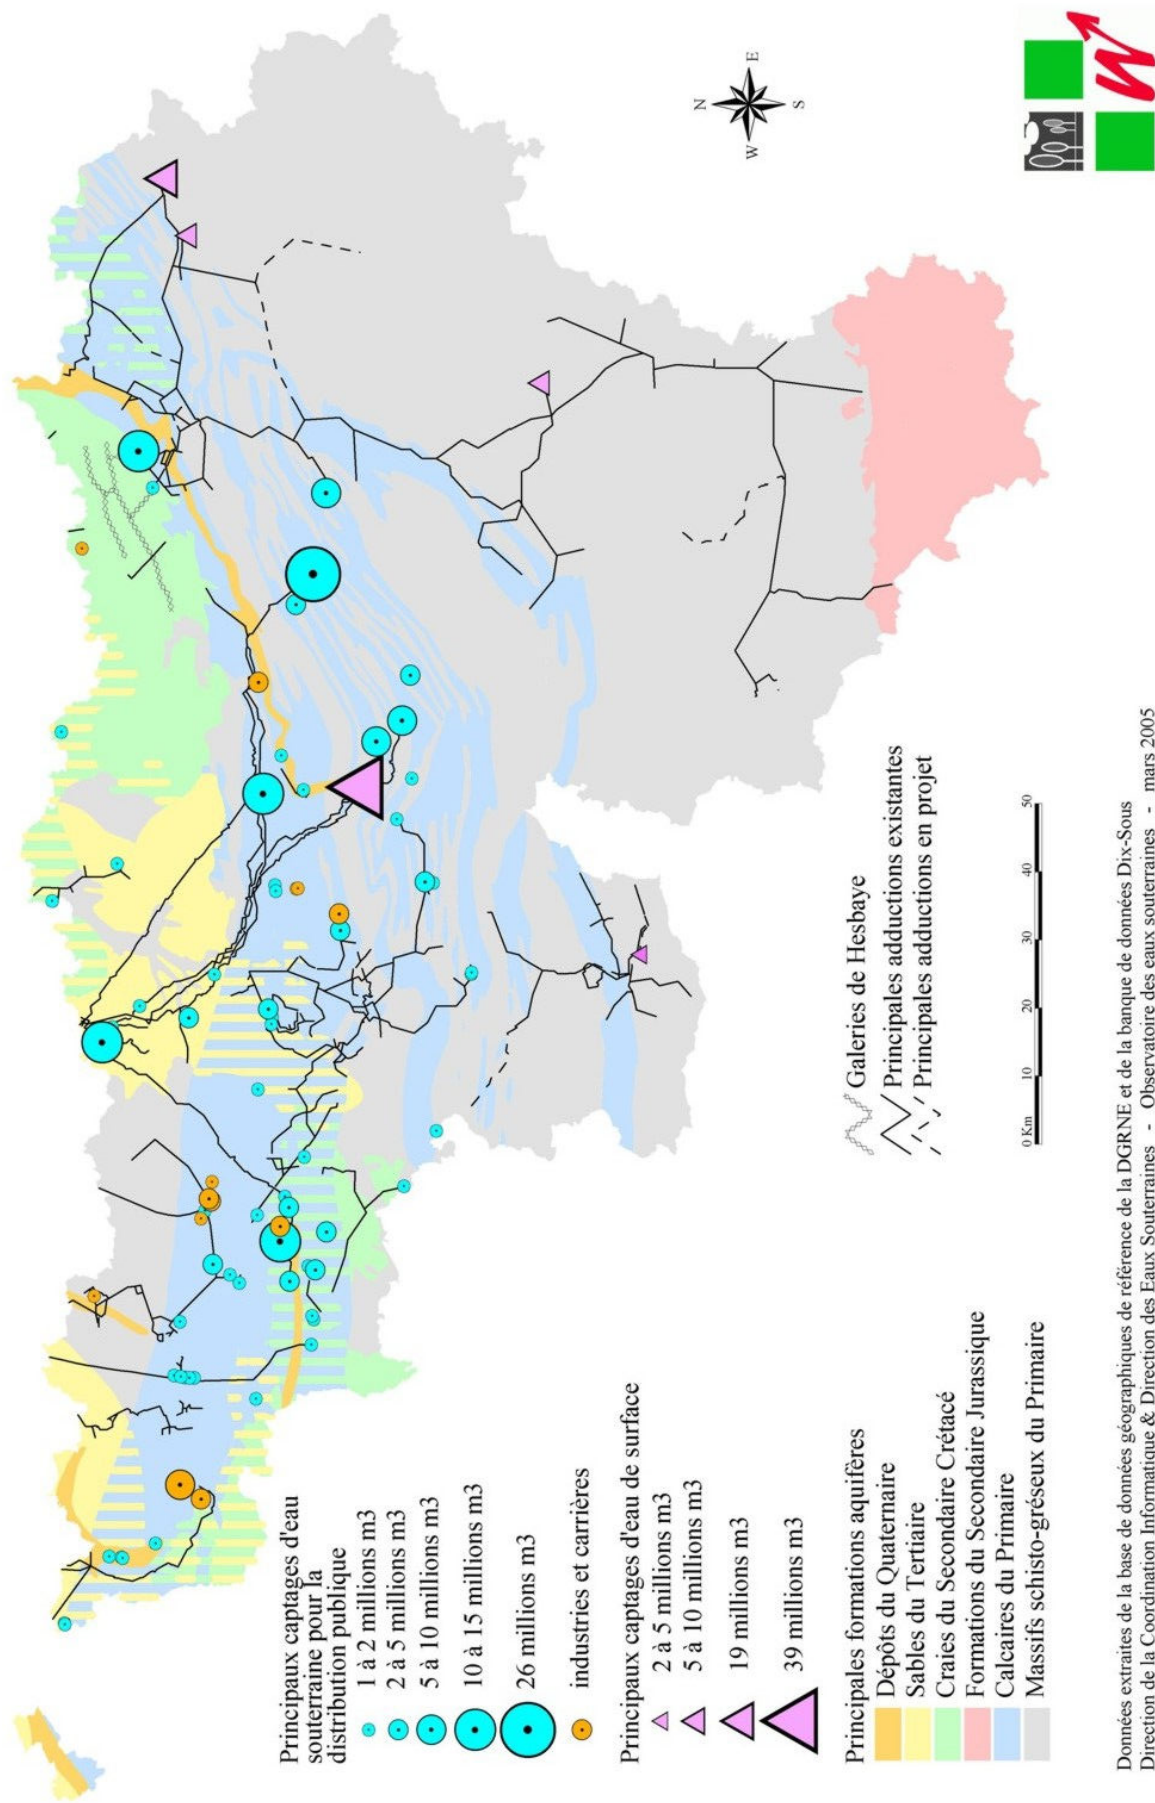 N
E
W
S
Principaux captages d'eau
souterraine pour la
distribution publique
1 à 2 millions m3
2 à 5 millions m3
5 à 10 millions m3
10 à 15 millions m3
26 millions m3
industries et carrières
Principaux captages d'eau de surface
2 à 5 millions m3
5 à 10 millions m3
19 millions m3
39 millions m3
Principales formations aquifères
Dépôts du Quaternaire
Sables du Tertiaire
Craies du Secondaire Crétacé
Formations du Secondaire Jurassique
Calcaires du Primaire
Massifs schisto-gréseux du Primaire
Galeries de Hesbaye
Principales adductions existantes
Principales adductions en projet
0 Km 10 20 30 40 50
Données extraites de la base de données géographiques de référence de la DGRNE et de la banque de données Dix-Sous
Direction de la Coordination Informatique & Direction des Eaux Souterraines - Observatoire des eaux souterraines - mars 2005